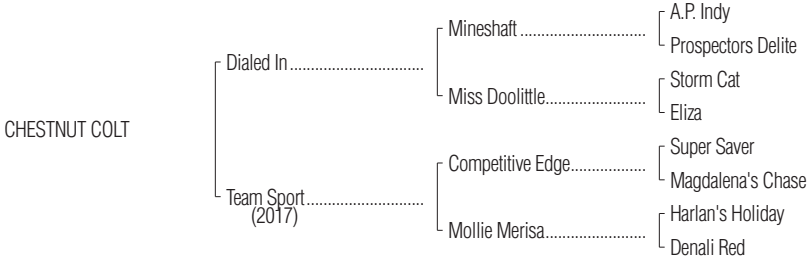 A.P. Indy
Mineshaft..............................
Prospectors Delite
Dialed In................................
Storm Cat
Miss Doolittle........................
Eliza
CHESTNUT COLT
Super Saver
Competitive Edge..................
Magdalena's Chase
Team Sport............................
(2017)
Harlan's Holiday
Mollie Merisa........................
Denali Red